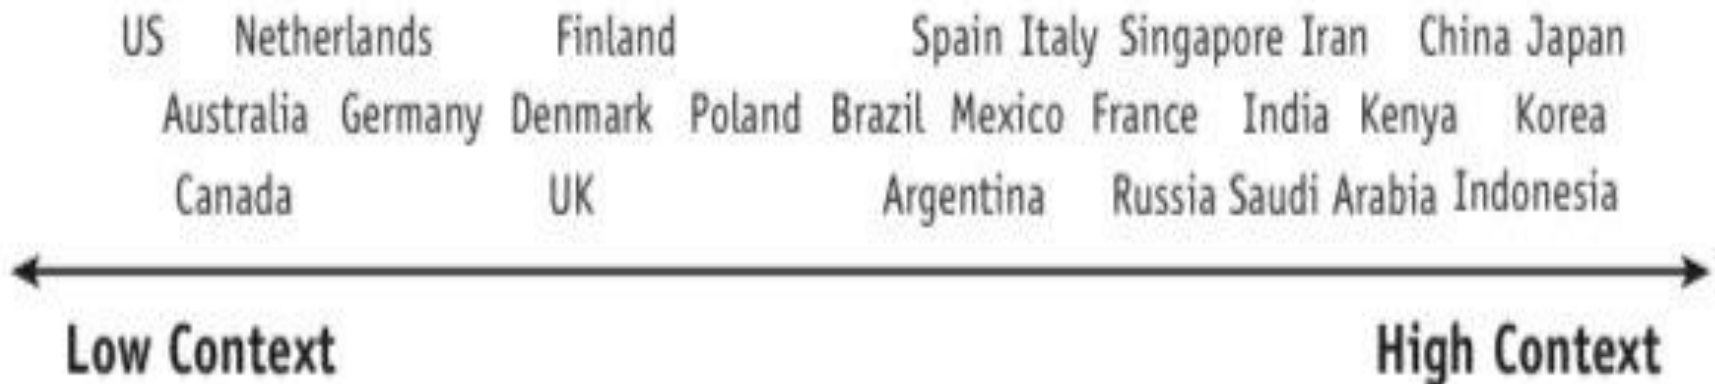 US Netherlands Finland Spain Italy Singapore Iran China Japan
Australia Germany Denmark Poland Brazil Mexico France India Kenya Korea
Canada UK Argentina Russia Saudi Arabia Indonesia
Low Context High Context